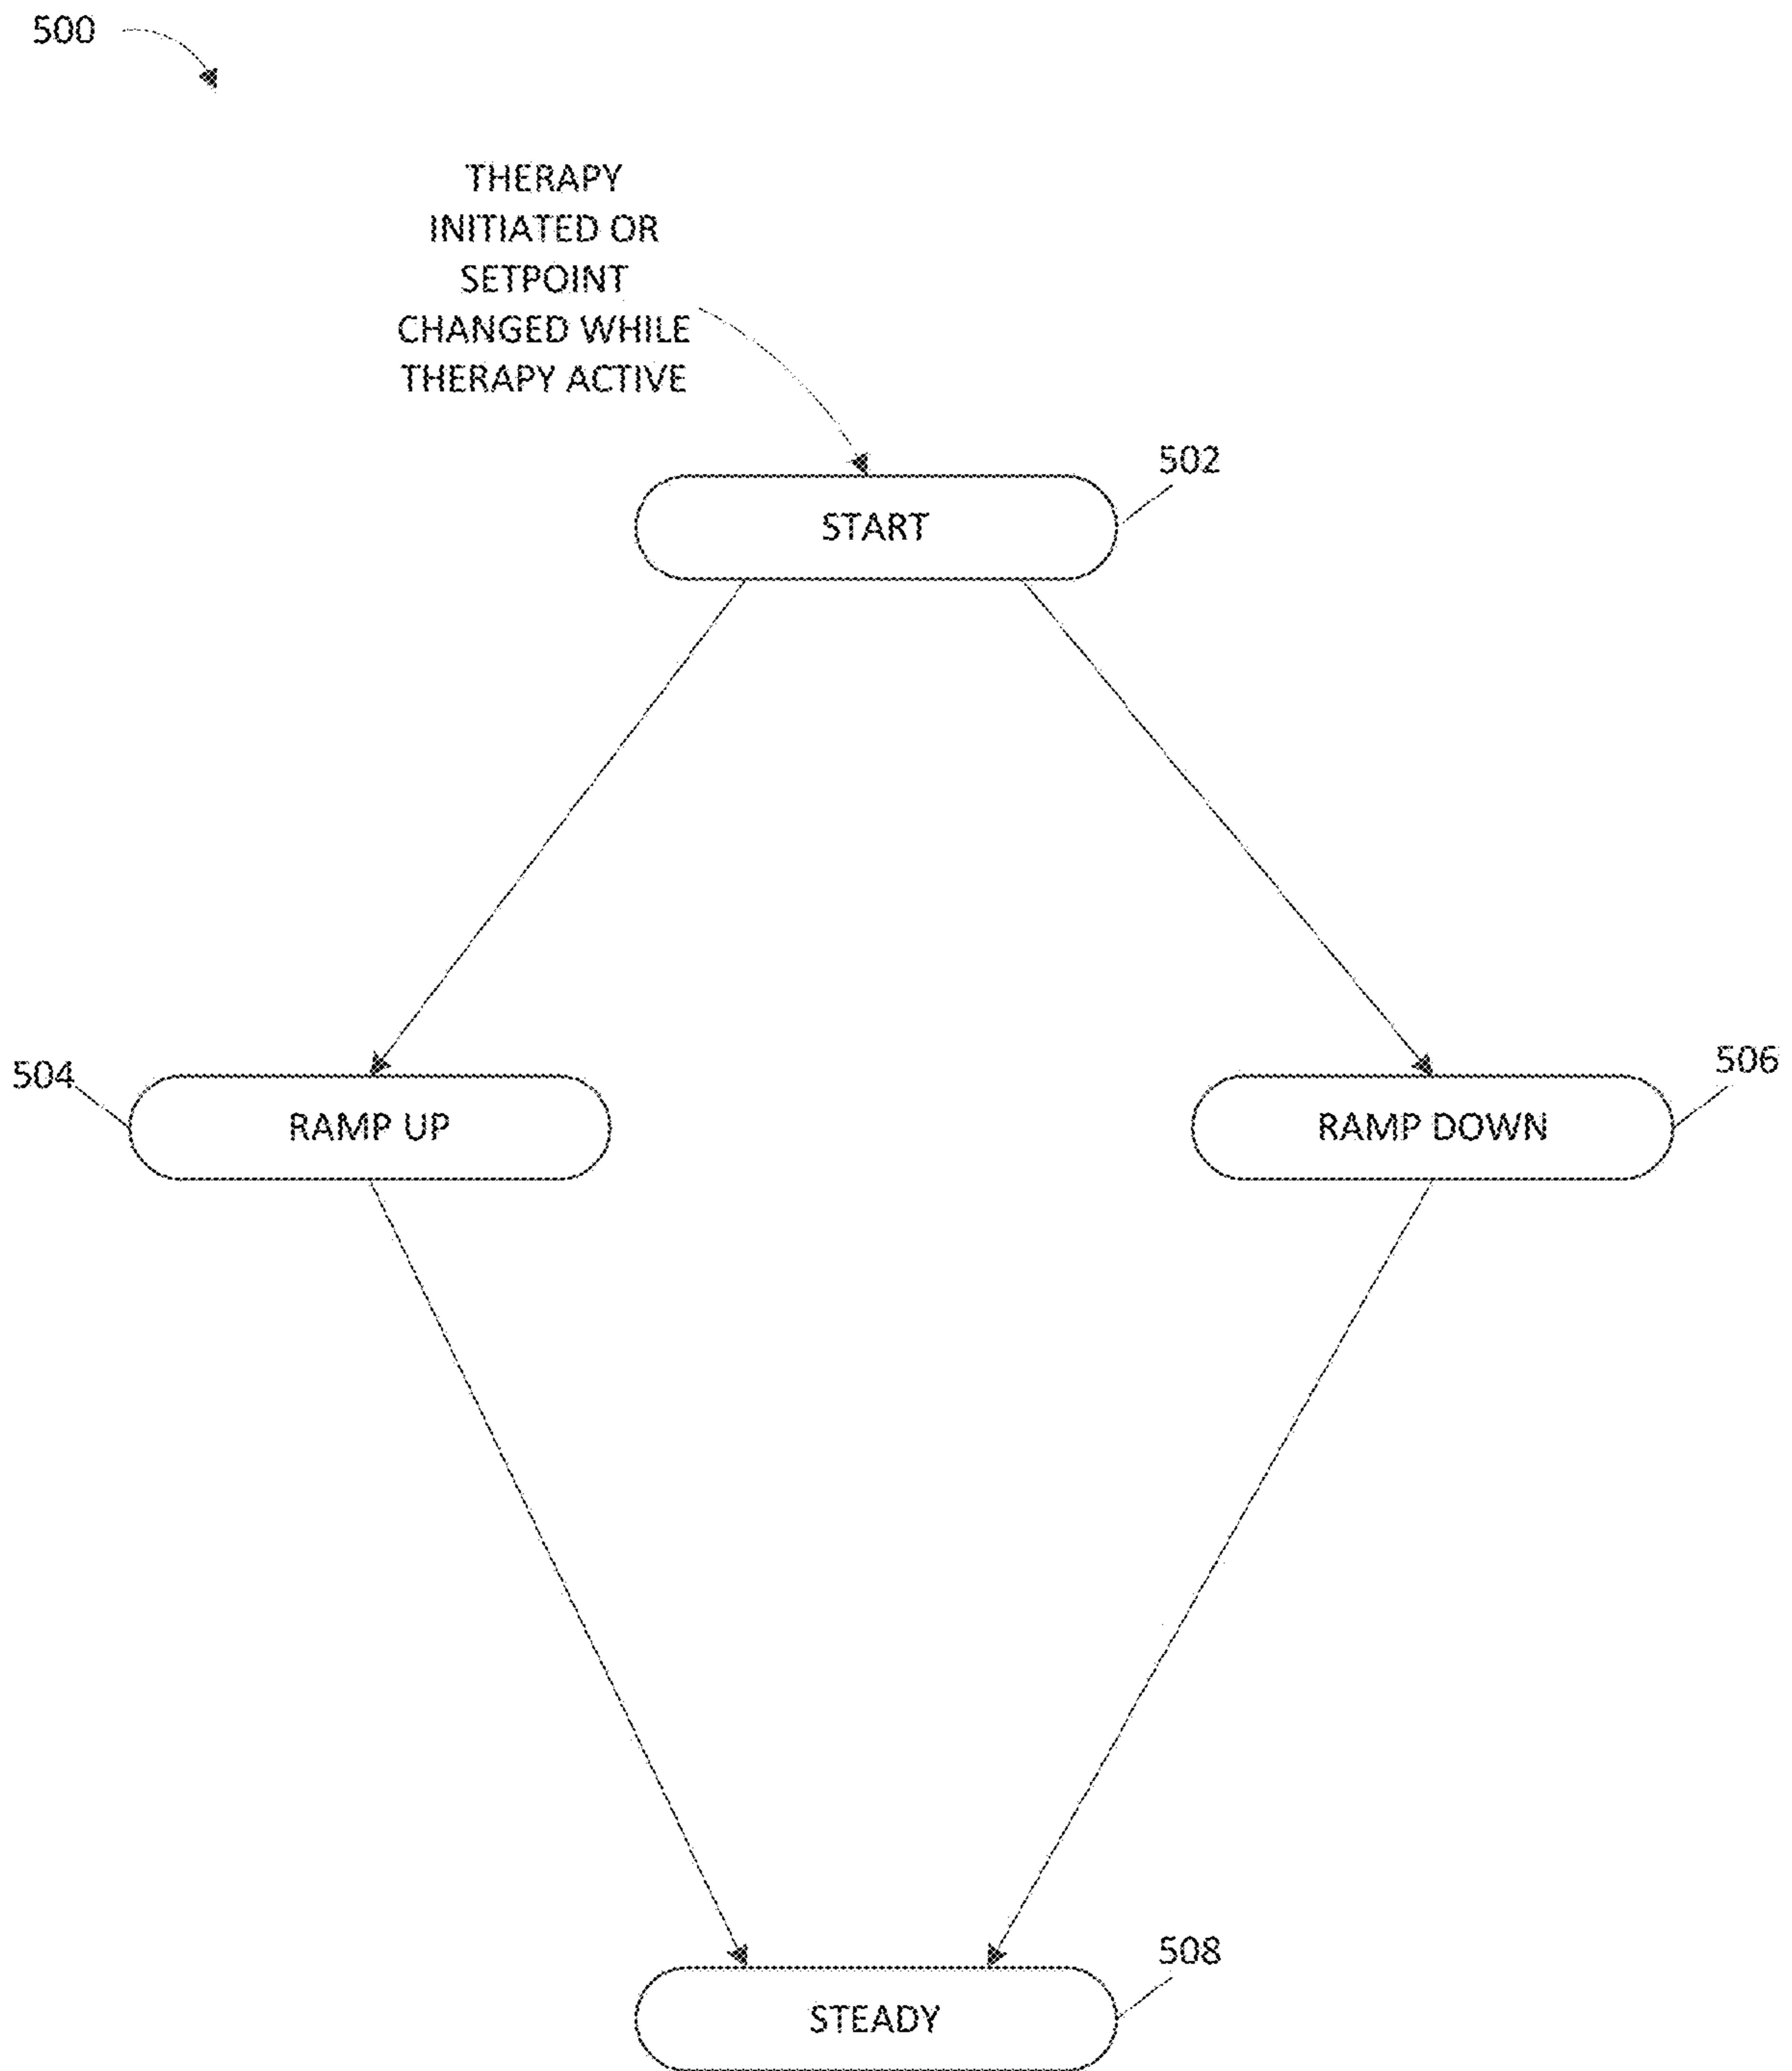 500
THERAPY
INITIATED OR
SETPOINT
CHANGED WHILE
THERAPY ACTIVE
502
START
504
RAMP UP
506
RAMP DOWN
508
STEADY